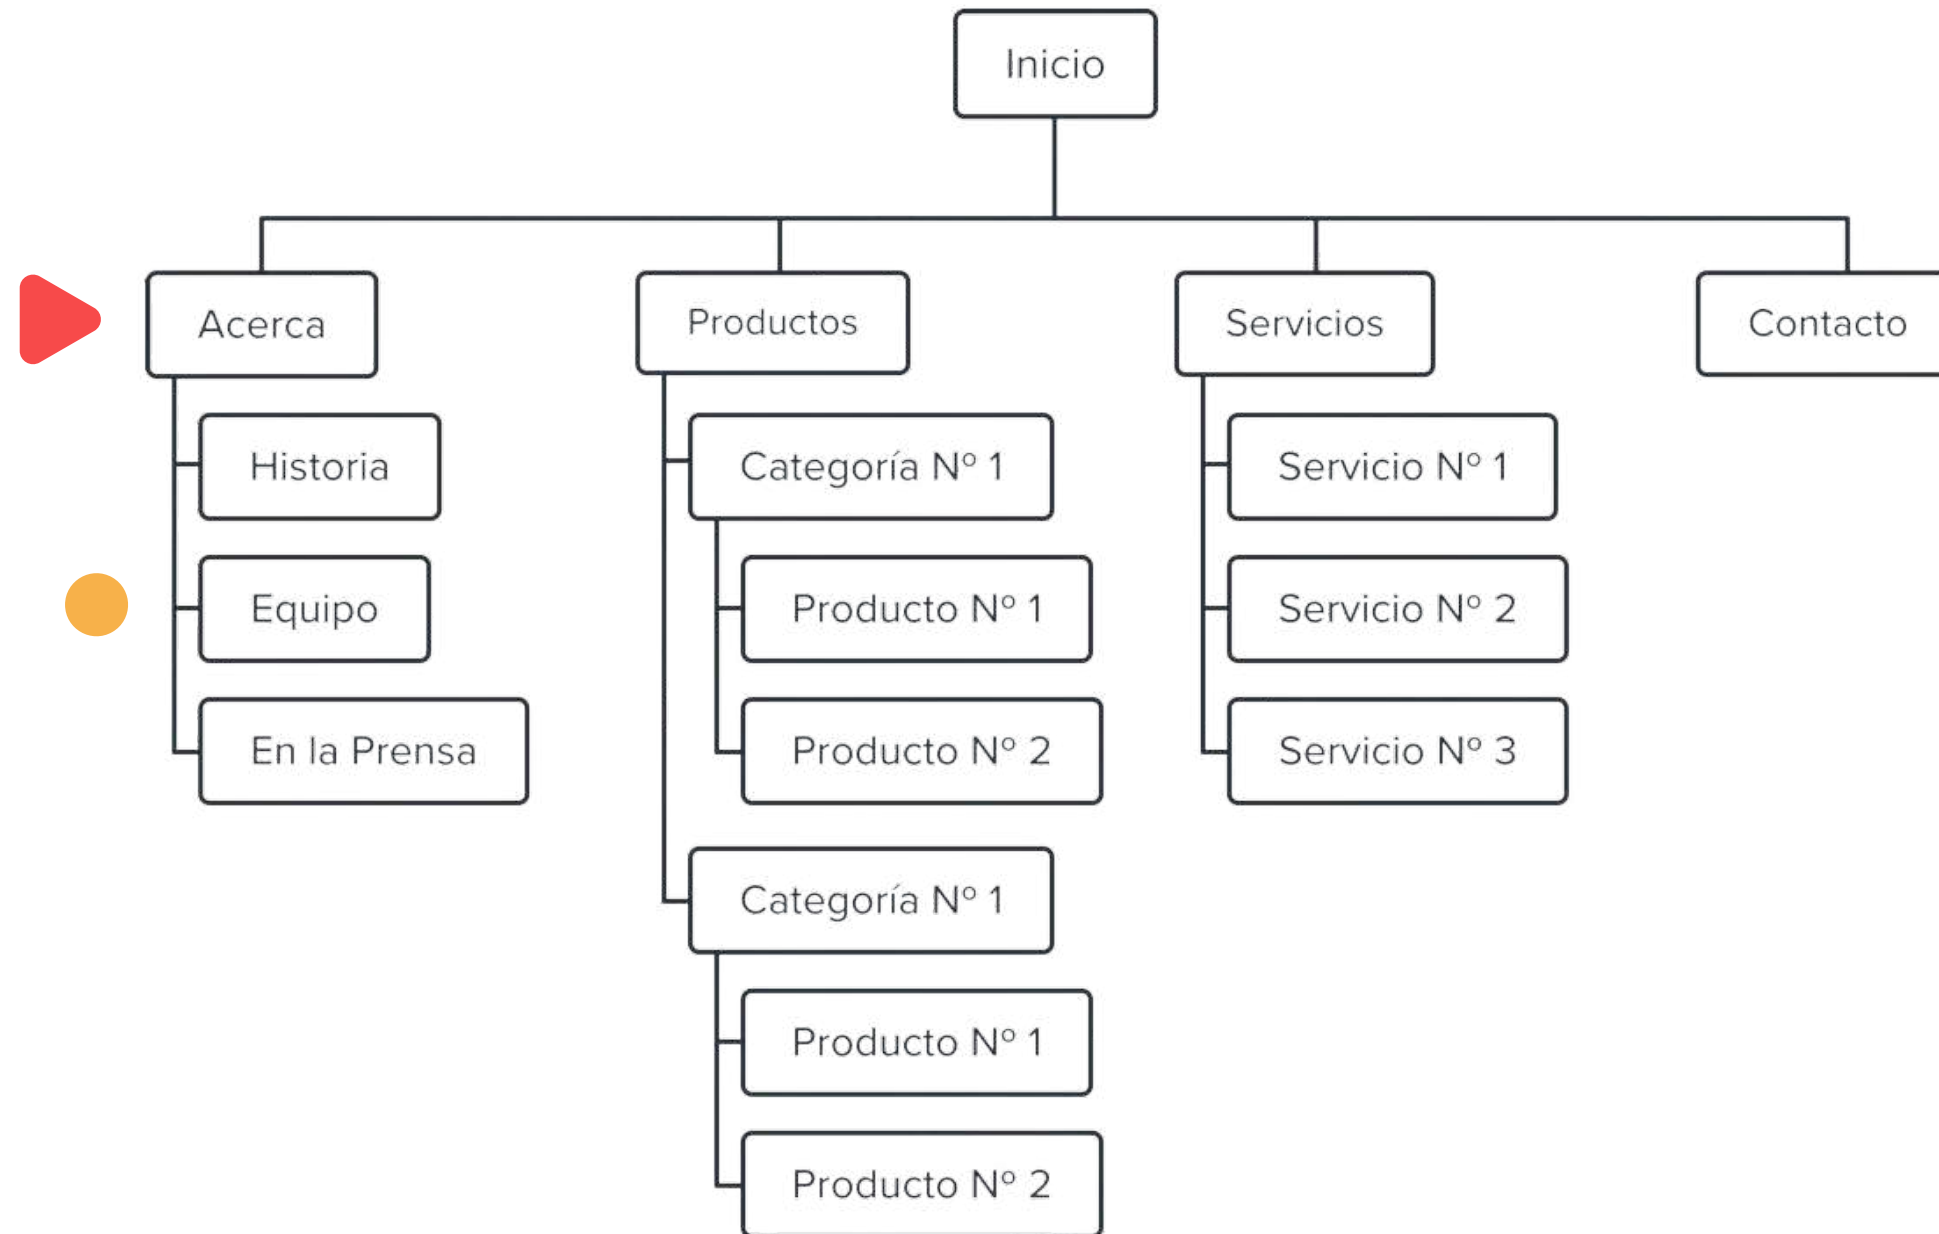 Inicio
Acerca
Productos
Servicios
Contacto
Historia
Equipo
En la Prensa
Categoría Nº 1
Producto Nº 1
Producto Nº 2
Categoría Nº 1
Producto Nº 1
Producto Nº 2
Servicio Nº 1
Servicio Nº 2
Servicio Nº 3